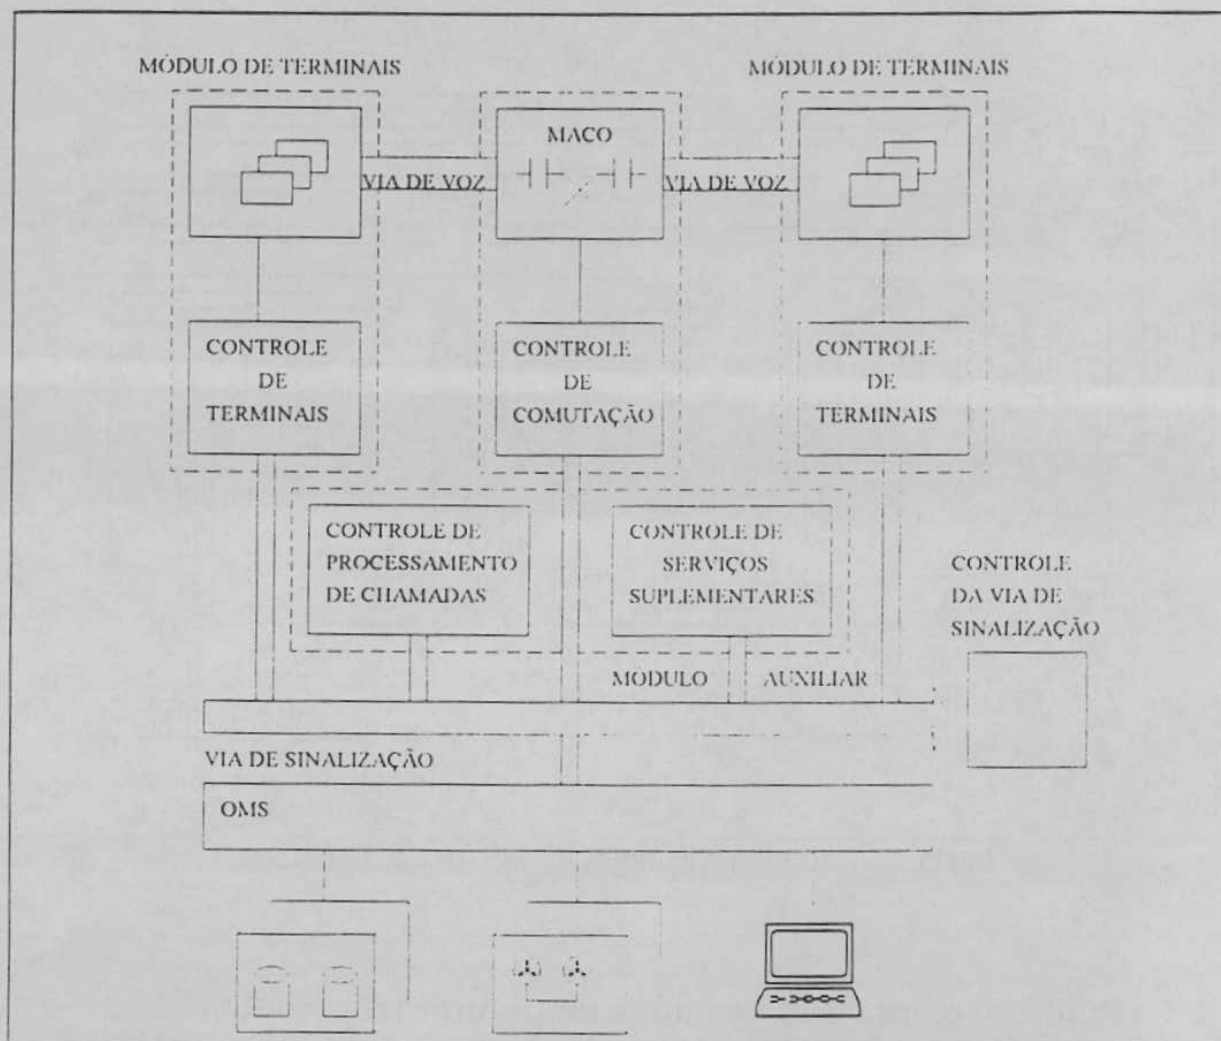 MÓDULO DE TERMINAIS
MÓDULO DE TERMINAIS
MACO
VIA DE VOZ
VIA DE VOZ
CONTROLE
DE
TERMINAIS
CONTROLE
DE
COMUTAÇÃO
CONTROLE
DE
TERMINAIS
CONTROLE DE
PROCESSAMENTO
DE CHAMADAS
CONTROLE DE
SERVIÇOS
SUPLEMENTARES
CONTROLE
DA VIA DE
SINALIZAÇÃO
MÓDULO AUXILIAR
VIA DE SINALIZAÇÃO
OMS